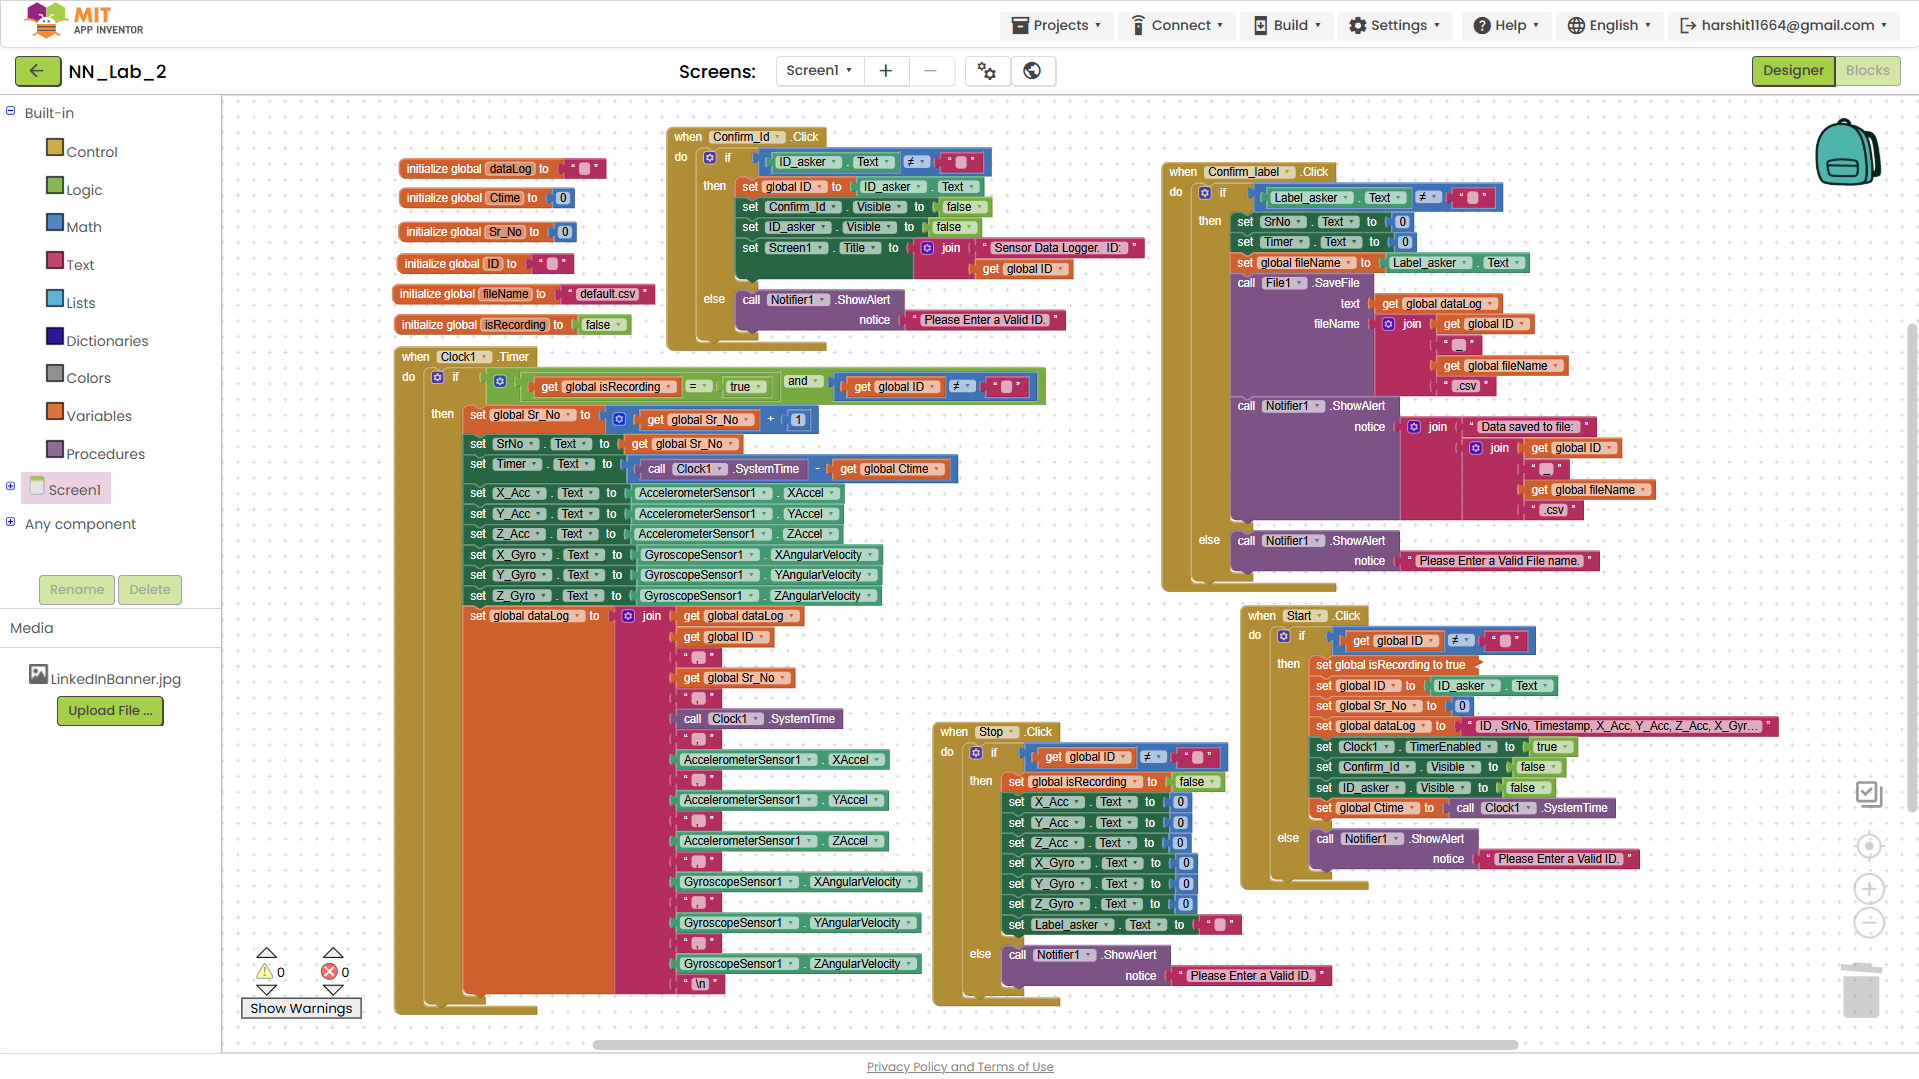 MIT
APP INVENTOR
Projects
Connect
Build
Settings
Help
English
harshit11664@gmail.com
NN_Lab_2
Screens:
Screen1
Designer
Blocks
Built-in
Control
Logic
Math
Text
Lists
Dictionaries
Colors
Variables
Procedures
Screen1
Any component
Rename
Delete
Media
LinkedInBanner.jpg
Upload File ...
initialize global dataLog to “ ”
initialize global Ctime to 0
initialize global Sr_No to 0
initialize global ID to “ ”
initialize global fileName to “ default.csv ”
initialize global isRecording to false
when Clock1 .Timer
do if get global isRecording = true and get global ID ≠ “ ”
then set global Sr_No to get global Sr_No + 1
set SrNo . Text to get global Sr_No
set Timer . Text to call Clock1 .SystemTime - get global Ctime
set X_Acc . Text to AccelerometerSensor1 . XAccel
set Y_Acc . Text to AccelerometerSensor1 . YAccel
set Z_Acc . Text to AccelerometerSensor1 . ZAccel
set X_Gyro . Text to GyroscopeSensor1 . XAngularVelocity
set Y_Gyro . Text to GyroscopeSensor1 . YAngularVelocity
set Z_Gyro . Text to GyroscopeSensor1 . ZAngularVelocity
set global dataLog to join get global dataLog
get global ID
“ , ”
get global Sr_No
“ , ”
call Clock1 .SystemTime
“ , ”
AccelerometerSensor1 . XAccel
“ , ”
AccelerometerSensor1 . YAccel
“ , ”
AccelerometerSensor1 . ZAccel
“ , ”
GyroscopeSensor1 . XAngularVelocity
“ , ”
GyroscopeSensor1 . YAngularVelocity
“ , ”
GyroscopeSensor1 . ZAngularVelocity
“ \n ”
when Confirm_Id .Click
do if ID_asker . Text ≠ “ ”
then set global ID to ID_asker . Text
set Confirm_Id . Visible to false
set ID_asker . Visible to false
set Screen1 . Title to join “ Sensor Data Logger. ID: ”
get global ID
else call Notifier1 .ShowAlert
notice “ Please Enter a Valid ID. ”
when Confirm_label .Click
do if Label_asker . Text ≠ “ ”
then set SrNo . Text to 0
set Timer . Text to 0
set global fileName to Label_asker . Text
call File1 .SaveFile
text get global dataLog
fileName join get global ID
“ _ ”
get global fileName
“ .csv ”
call Notifier1 .ShowAlert
notice join “ Data saved to file: ”
join get global ID
“ _ ”
get global fileName
“ .csv ”
else call Notifier1 .ShowAlert
notice “ Please Enter a Valid File name. ”
when Stop .Click
do if get global ID ≠ “ ”
then set global isRecording to false
set X_Acc . Text to 0
set Y_Acc . Text to 0
set Z_Acc . Text to 0
set X_Gyro . Text to 0
set Y_Gyro . Text to 0
set Z_Gyro . Text to 0
set Label_asker . Text to “ ”
else call Notifier1 .ShowAlert
notice “ Please Enter a Valid ID. ”
when Start .Click
do if get global ID ≠ “ ”
then set global isRecording to true
set global ID to ID_asker . Text
set global Sr_No to 0
set global dataLog to “ ID , SrNo, Timestamp, X_Acc, Y_Acc, Z_Acc, X_Gyr... ”
set Clock1 . TimerEnabled to true
set Confirm_Id . Visible to false
set ID_asker . Visible to false
set global Ctime to call Clock1 .SystemTime
else call Notifier1 .ShowAlert
notice “ Please Enter a Valid ID. ”
0
0
Show Warnings
Privacy Policy and Terms of Use